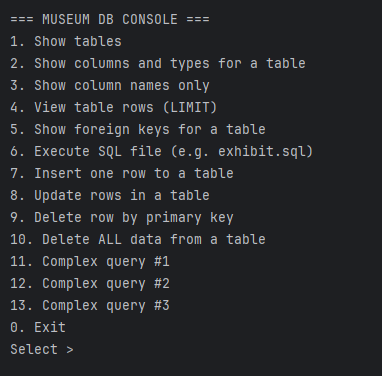 === MUSEUM DB CONSOLE ===
1. Show tables
2. Show columns and types for a table
3. Show column names only
4. View table rows (LIMIT)
5. Show foreign keys for a table
6. Execute SQL file (e.g. exhibit.sql)
7. Insert one row to a table
8. Update rows in a table
9. Delete row by primary key
10. Delete ALL data from a table
11. Complex query #1
12. Complex query #2
13. Complex query #3
0. Exit
Select >